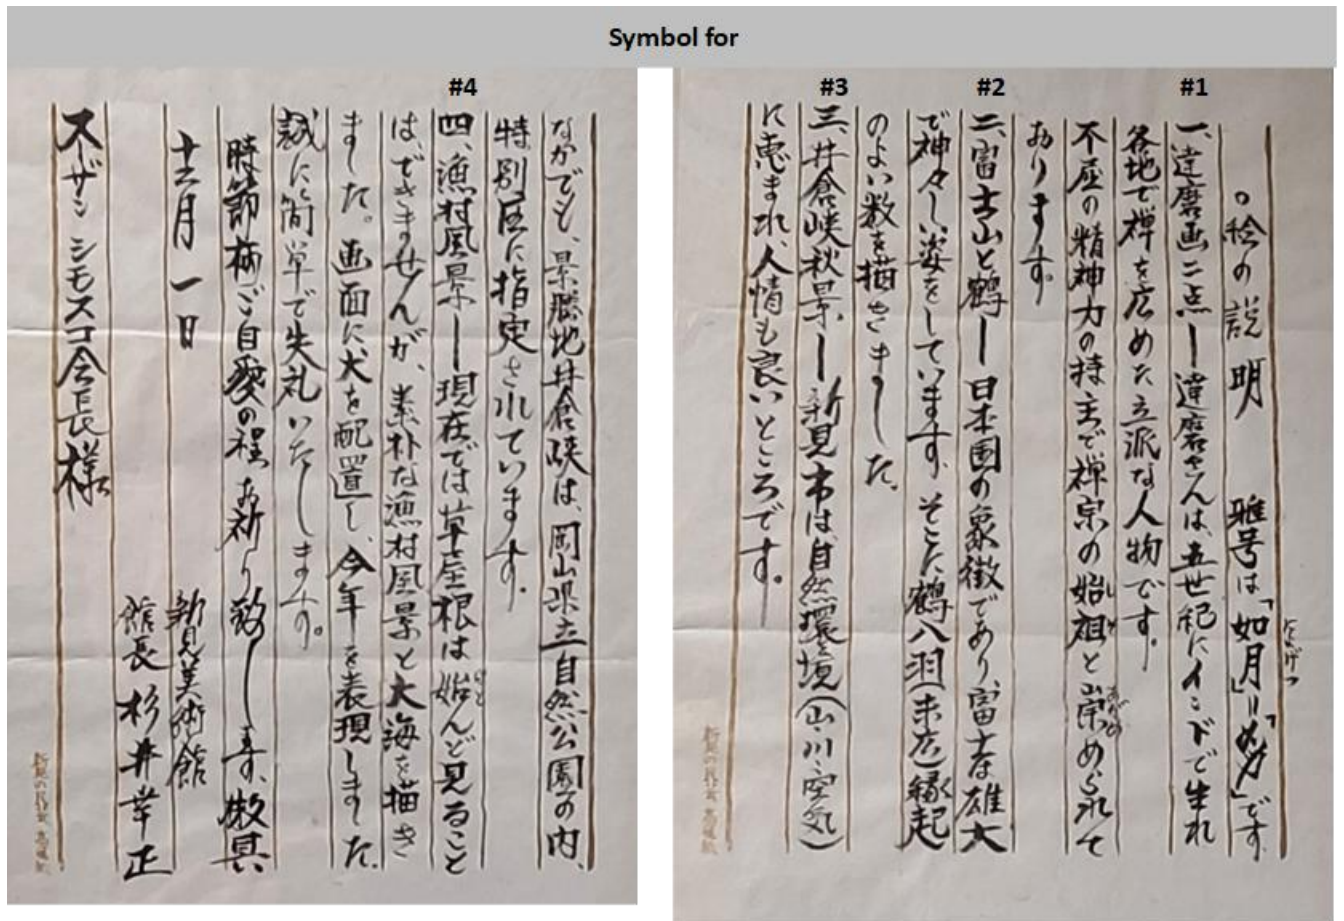 Symbol for
#1
#2
#3
#4
○絵の説明　雅号は「如月」=「きさらぎ」です
一、達磨画二点ー達磨さんは、五世紀にインドで生れ
各地で禅を広めた立派な人物です。
不屈の精神力の持主で禅宗の始祖と崇められて
おります。
二、富士山と鶴ー日本国の象徴であり、富士は雄大
で神々しい姿をしています。そこに鶴八羽(末広)縁起
のよい数を描きました。
三、井倉峡秋景ー新見市は自然環境(山・川・空気)
に恵まれ、人情も良いところです。
なかでも、景勝地井倉峡は、岡山県立自然公園の内、
特別区に指定されています。
四、漁村風景ー現在では草屋根は殆んど見ること
は、できませんが、素朴な漁村風景と大海を描き
ました。画面に犬を配置し、今年を表現しました。
誠に簡単で失礼いたします。
時節柄ご自愛の程お祈り致します、敬具
十二月一日
新見美術館
館長 杉井幸正
スーザン シモスコ会長様